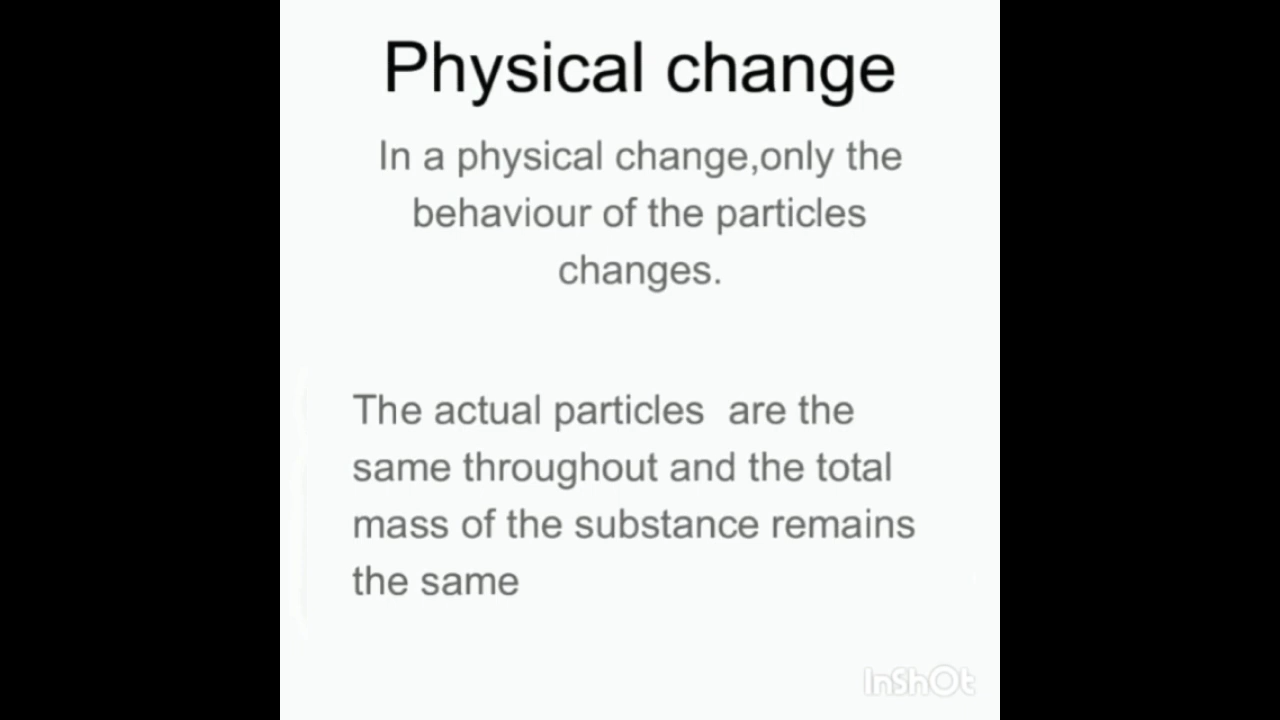 Physical change
In a physical change,only the
behaviour of the particles
changes.
The actual particles  are the
same throughout and the total
mass of the substance remains
the same
InShOt